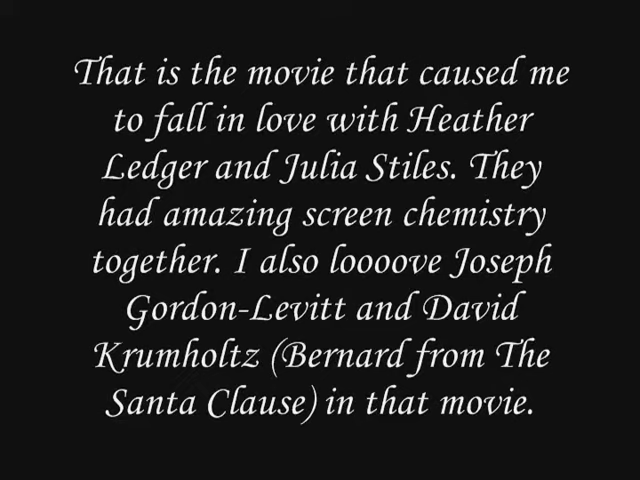 That is the movie that caused me
to fall in love with Heather
Ledger and Julia Stiles. They
had amazing screen chemistry
together. I also loooove Joseph
Gordon-Levitt and David
Krumholtz (Bernard from The
Santa Clause) in that movie.